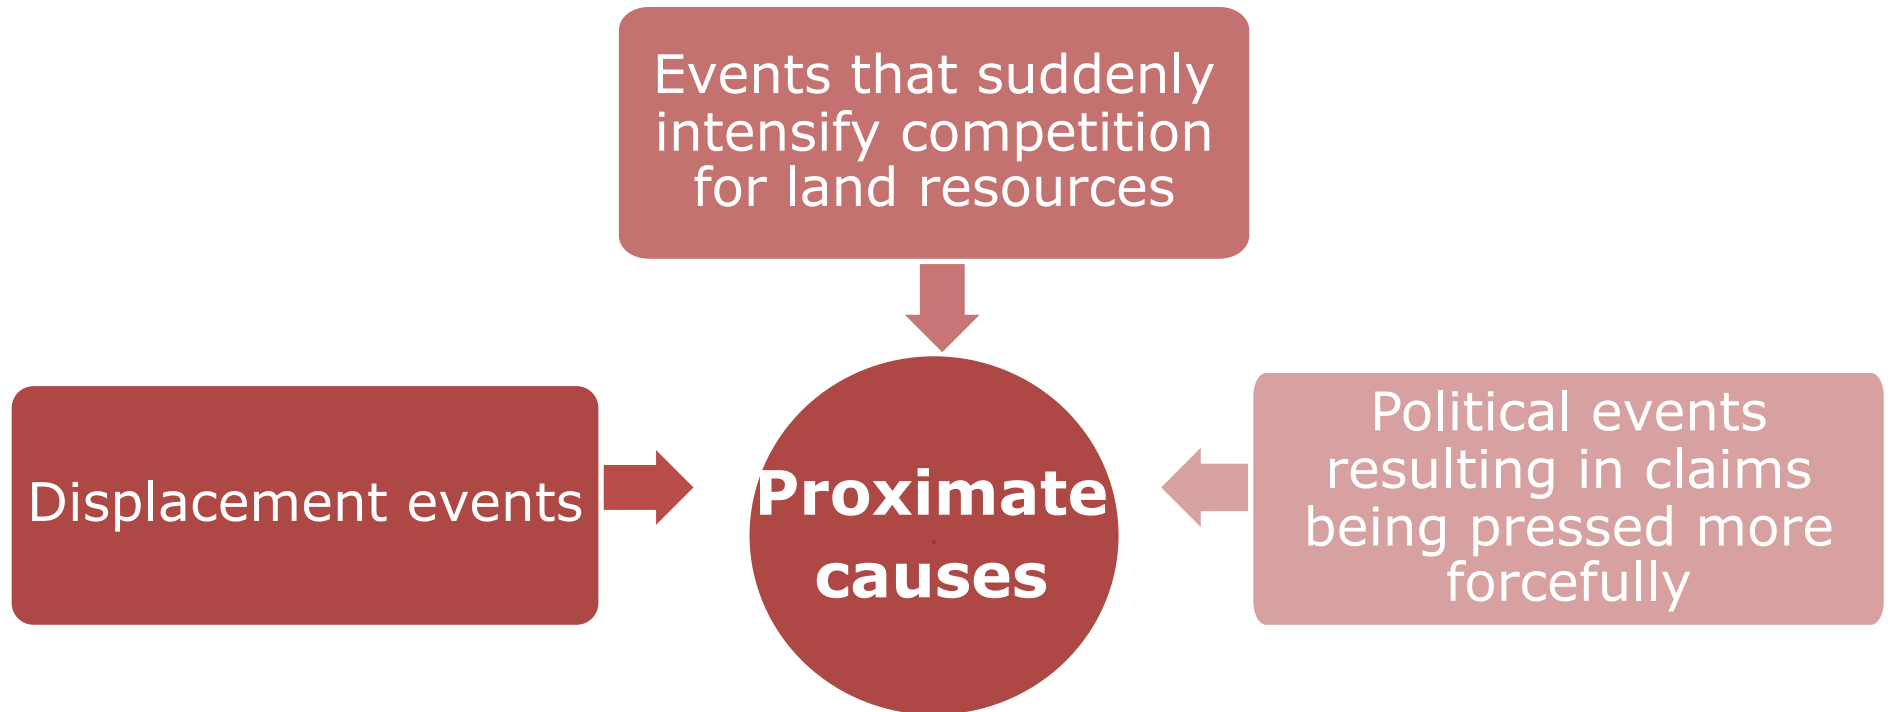 Events that suddenly
intensify competition
for land resources
Displacement events
Proximate
causes
Political events
resulting in claims
being pressed more
forcefully